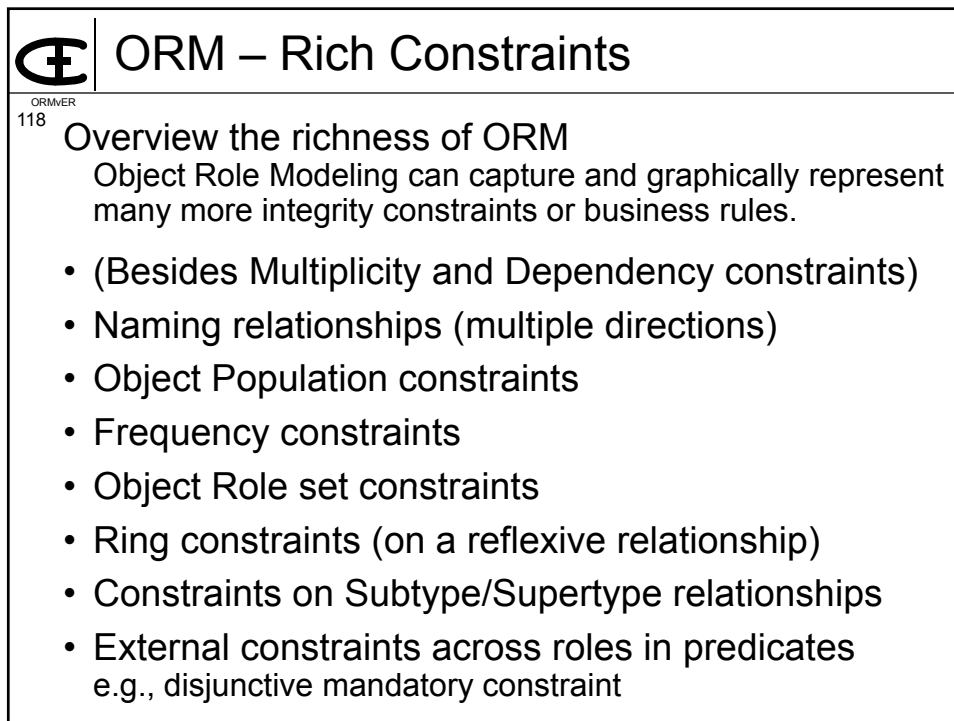 ORM – Rich Constraints
ORMvER
118
Overview the richness of ORM
Object Role Modeling can capture and graphically represent
many more integrity constraints or business rules.
• (Besides Multiplicity and Dependency constraints)
• Naming relationships (multiple directions)
• Object Population constraints
• Frequency constraints
• Object Role set constraints
• Ring constraints (on a reflexive relationship)
• Constraints on Subtype/Supertype relationships
• External constraints across roles in predicates
e.g., disjunctive mandatory constraint